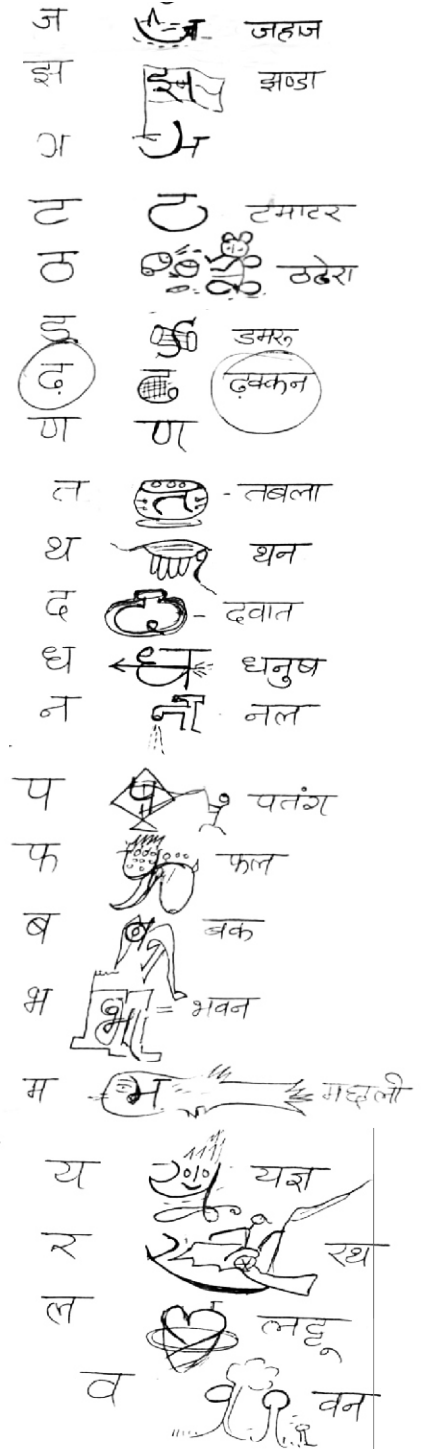 ज ज जहाज
झ झ झण्डा
ञ ञ
ट ट टमाटर
ठ ठ ठठेरा
ड ड डमरू
ढ़ ढ ढ़क्कन
ण ण
त त - तबला
थ थ थन
द द - दवात
ध ध धनुष
न न नल
प प पतंग
फ फ फल
ब ब बक
भ भ = भवन
म म मछली
य य यज्ञ
र र रथ
ल ल लट्टू
व व वन